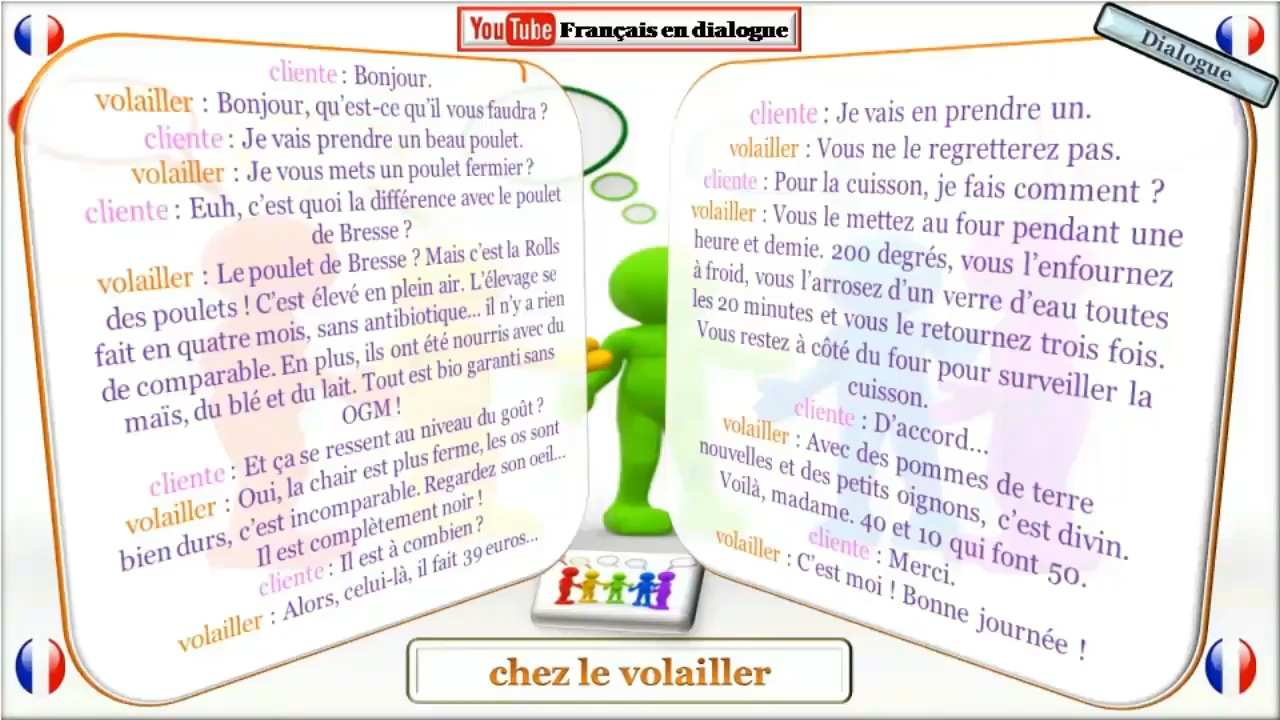 YouTube Français en dialogue
Dialogue
cliente : Bonjour.
volailler : Bonjour, qu'est-ce qu'il vous faudra ?
cliente : Je vais prendre un beau poulet.
volailler : Je vous mets un poulet fermier ?
cliente : Euh, c'est quoi la différence avec le poulet
de Bresse ?
volailler : Le poulet de Bresse ? Mais c'est la Rolls
des poulets ! C'est élevé en plein air. L'élevage se
fait en quatre mois, sans antibiotique... il n'y a rien
de comparable. En plus, ils ont été nourris avec du
maïs, du blé et du lait. Tout est bio garanti sans
OGM !
cliente : Et ça se ressent au niveau du goût ?
volailler : Oui, la chair est plus ferme, les os sont
bien durs, c'est incomparable. Regardez son oeil...
Il est complètement noir !
cliente : Il est à combien ?
volailler : Alors, celui-là, il fait 39 euros...
cliente : Je vais en prendre un.
volailler : Vous ne le regretterez pas.
cliente : Pour la cuisson, je fais comment ?
volailler : Vous le mettez au four pendant une
heure et demie. 200 degrés, vous l'enfournez
à froid, vous l'arrosez d'un verre d'eau toutes
les 20 minutes et vous le retournez trois fois.
Vous restez à côté du four pour surveiller la
cuisson.
cliente : D'accord...
volailler : Avec des pommes de terre
nouvelles et des petits oignons, c'est divin.
Voilà, madame. 40 et 10 qui font 50.
cliente : Merci.
volailler : C'est moi ! Bonne journée !
chez le volailler